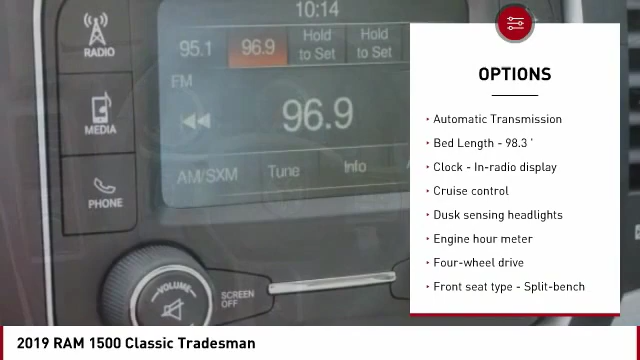 10:14
RADIO
95.1
96.9
Hold
to Set
Hold
to Set
FM
MEDIA
96.9
AM/SXM
Tune
Info
PHONE
VOLUME
SCREEN
OFF
OPTIONS
Automatic Transmission
Bed Length - 98.3 '
Clock - In-radio display
Cruise control
Dusk sensing headlights
Engine hour meter
Four-wheel drive
Front seat type - Split-bench
2019 RAM 1500 Classic Tradesman